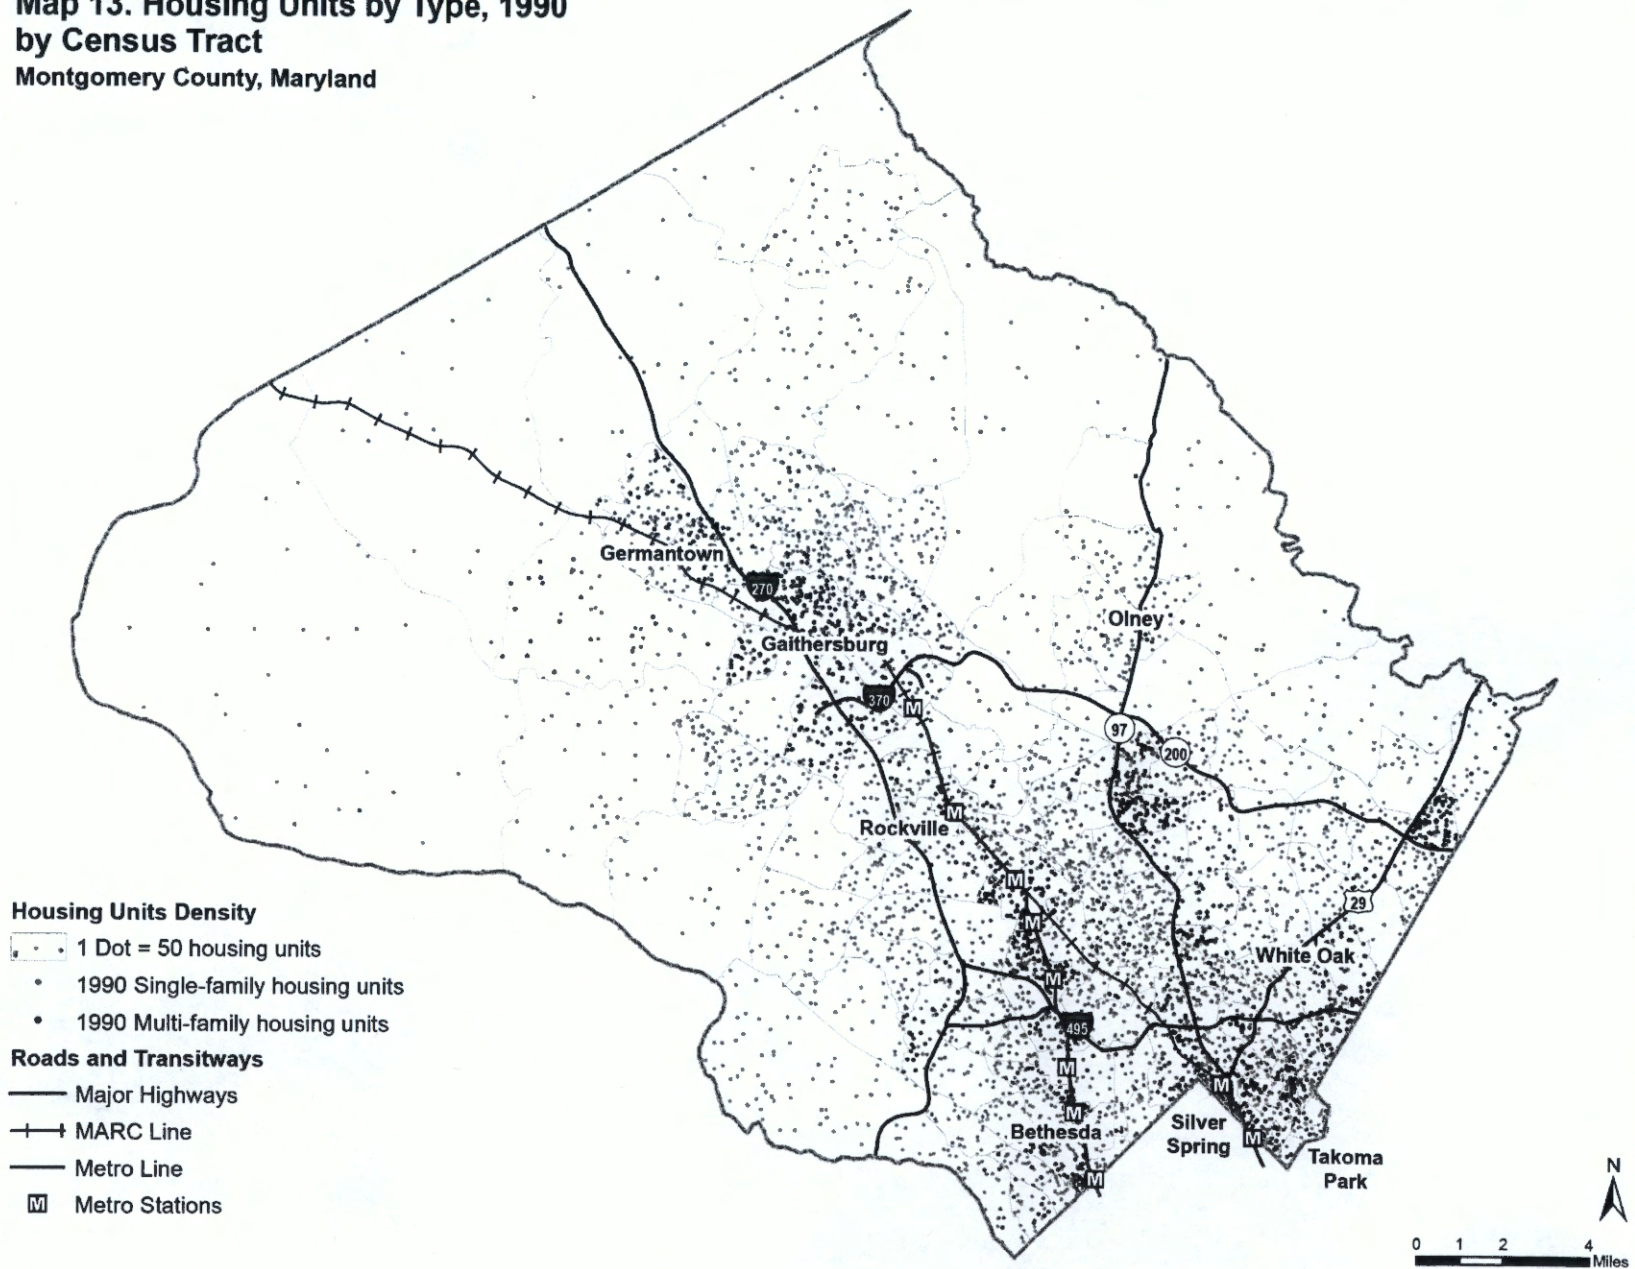 Map 13. Housing Units by Type, 1990
by Census Tract
Montgomery County, Maryland
Germantown
270
Gaithersburg
Olney
370
M
97
200
M
Rockville
M
29
M
White Oak
M
495
M
M
M
Bethesda
Silver
Spring
M
Takoma
Park
M
Housing Units Density
1 Dot = 50 housing units
1990 Single-family housing units
1990 Multi-family housing units
Roads and Transitways
Major Highways
MARC Line
Metro Line
M Metro Stations
N
0 1 2 4
Miles